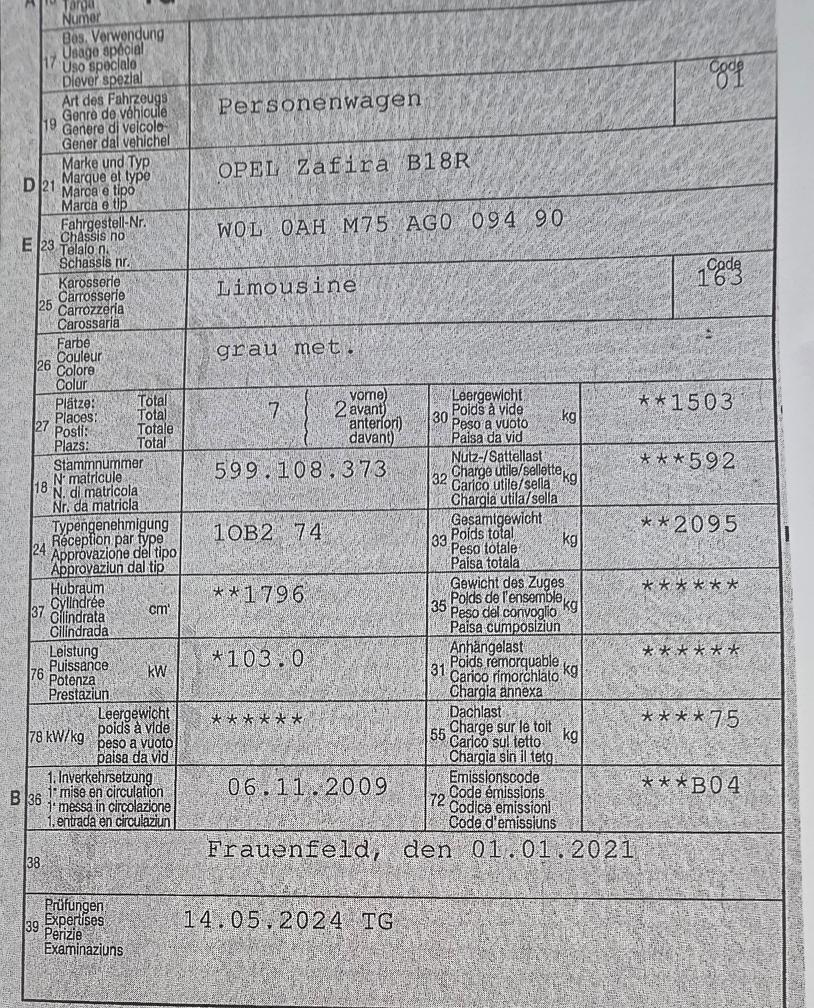 Targa
Numer
17 Bes. Verwendung
Usage spécial
Uso speciale
Diever spezial
19 Art des Fahrzeugs
Genre de véhicule
Genere di veicolo
Gener dal vehichel
Personenwagen
Code
01
D 21 Marke und Typ
Marque et type
Marca e tipo
Marca e tip
OPEL Zafira B18R
E 23 Fahrgestell-Nr.
Châssis no
Telaio n.
Schassis nr.
W0L 0AH M75 AG0 094 90
25 Karosserie
Carrosserie
Carrozzeria
Carossaria
Limousine
Code
163
26 Farbe
Couleur
Colore
Colur
grau met.
27 Plätze: Total
Places: Total
Posti: Totale
Plazs: Total
7 ( 2 vorne)
avant)
anteriori)
davant)
30 Leergewicht
Poids à vide kg
Peso a vuoto
Paisa da vid
**1503
18 Stammnummer
N° matricule
N. di matricola
Nr. da matricla
599.108.373
32 Nutz-/Sattellast
Charge utile/sellette kg
Carico utile/sella
Chargia utila/sella
***592
24 Typengenehmigung
Réception par type
Approvazione del tipo
Approvaziun dal tip
1OB2 74
33 Gesamtgewicht
Poids total kg
Peso totale
Paisa totala
**2095
37 Hubraum
Cylindrée cm³
Cilindrata
Cilindrada
**1796
35 Gewicht des Zuges
Poids de l'ensemble kg
Peso del convoglio
Paisa cumposiziun
******
76 Leistung
Puissance kW
Potenza
Prestaziun
*103.0
31 Anhängelast
Poids remorquable kg
Carico rimorchiato
Chargia annexa
******
78 kW/kg Leergewicht
poids à vide
peso a vuoto
paisa da vid
******
55 Dachlast
Charge sur le toit kg
Carico sul tetto
Chargia sin il tetg
****75
B 36 1. Inverkehrsetzung
1re mise en circulation
1a messa in circolazione
1. entrada en circulaziun
06.11.2009
72 Emissionscode
Code émissions
Codice emissioni
Code d'emissiuns
***B04
38 Frauenfeld, den 01.01.2021
39 Prüfungen
Expertises
Perizie
Examinaziuns
14.05.2024 TG